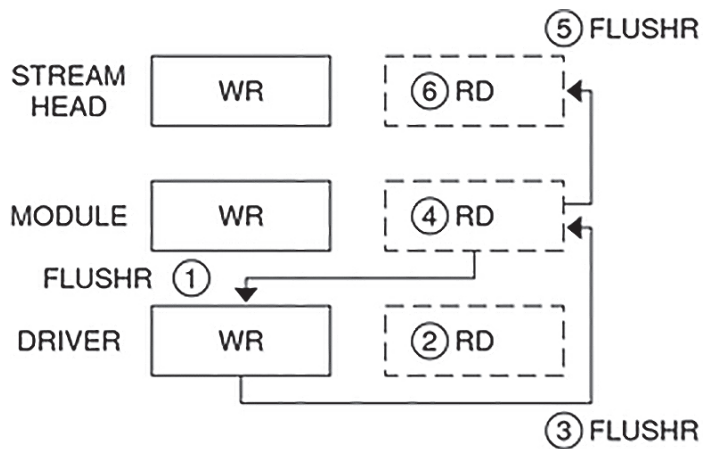 ⑤ FLUSHR
STREAM
HEAD
WR
⑥ RD
MODULE
WR
④ RD
FLUSHR ①
DRIVER
WR
② RD
③ FLUSHR